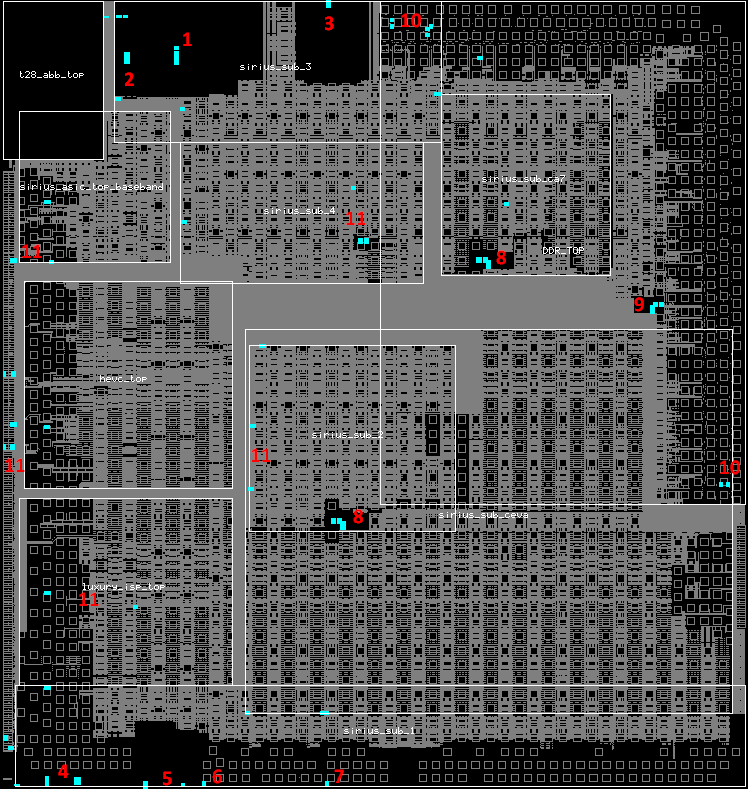 3
10
1
sirius_sub_3
t28_abb_top
2
sirius_sub_ca7
sirius_asic_top_baseband
sirius_sub_4
11
11
DDR_TOP
8
9
hevc_top
sirius_sub_2
11
11
10
8
sirius_sub_ceva
luxury_isp_top
11
sirius_sub_1
4
5
6
7